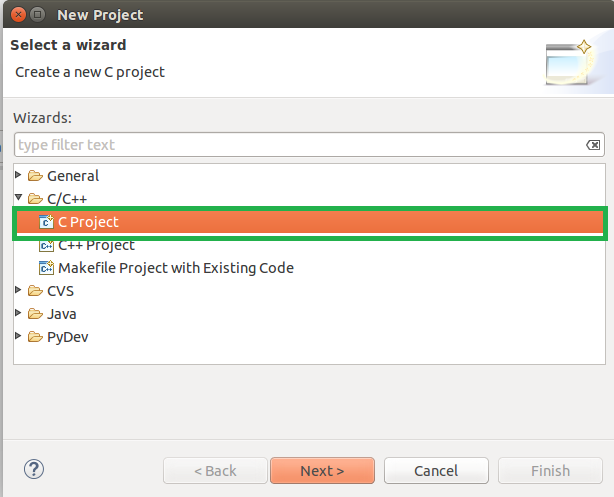 New Project
Select a wizard
Create a new C project
Wizards:
type filter text
General
C/C++
C Project
C++ Project
Makefile Project with Existing Code
CVS
Java
PyDev
? < Back Next > Cancel Finish